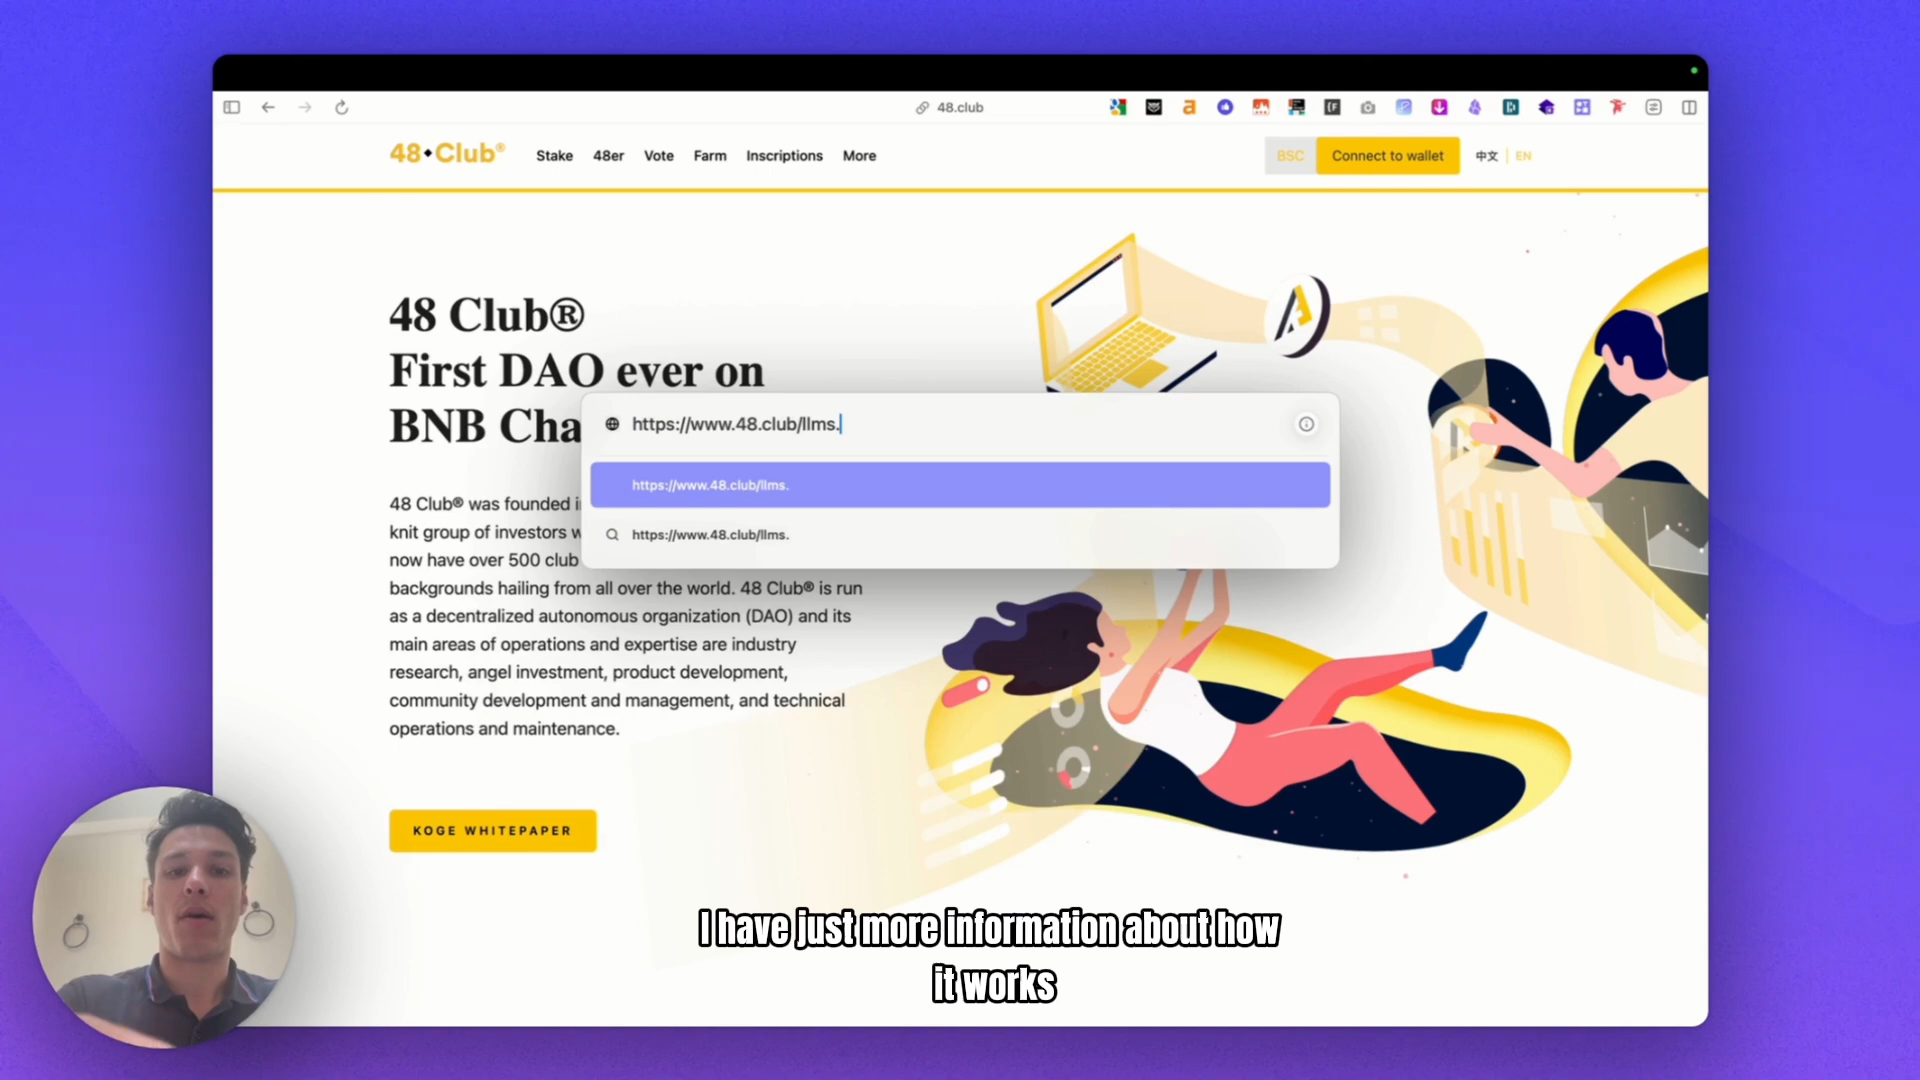 48.club
48◆Club®
Stake 48er Vote Farm Inscriptions More
BSC Connect to wallet 中文 | EN
48 Club®
First DAO ever on
BNB Cha
https://www.48.club/llms.
https://www.48.club/llms.
https://www.48.club/llms.
48 Club® was founded i
knit group of investors w
now have over 500 club
backgrounds hailing from all over the world. 48 Club® is run
as a decentralized autonomous organization (DAO) and its
main areas of operations and expertise are industry
research, angel investment, product development,
community development and management, and technical
operations and maintenance.
KOGE WHITEPAPER
I have just more information about how
it works